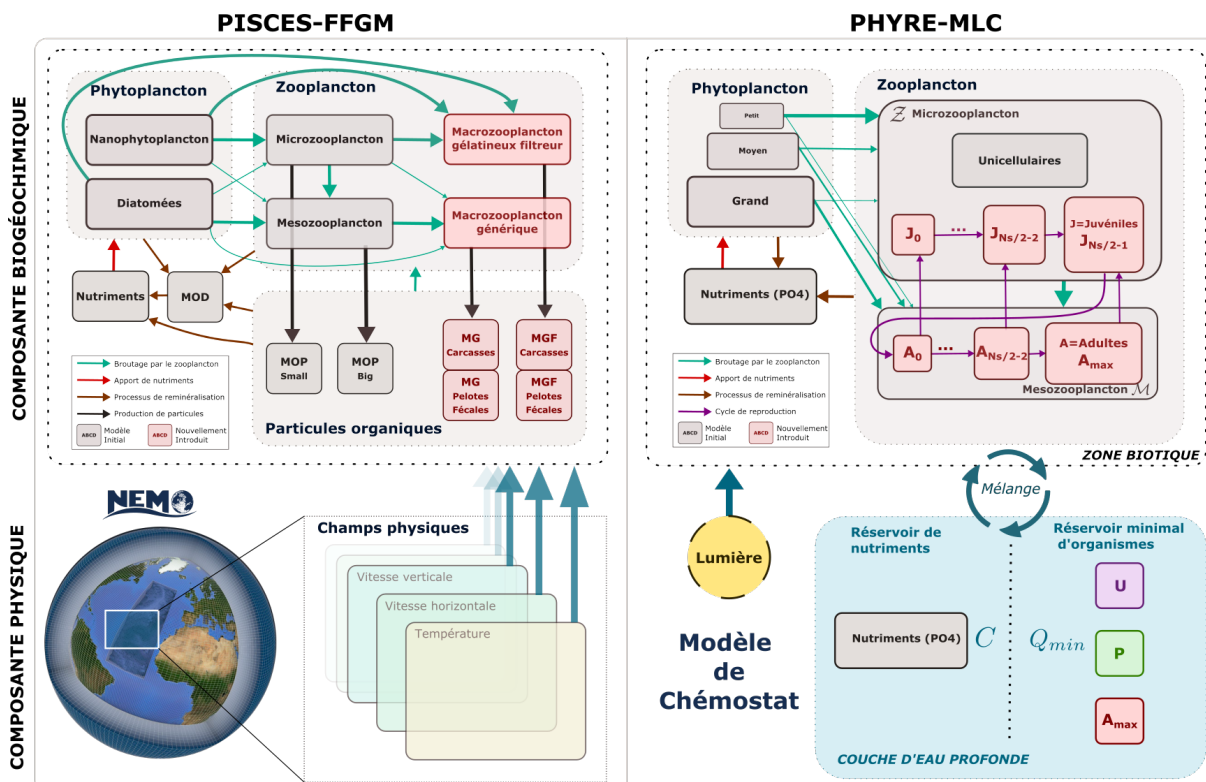 PISCES-FFGM
PHYRE-MLC
COMPOSANTE BIOGÉOCHIMIQUE
Phytoplancton
Zooplancton
Nanophytoplancton
Microzooplancton
Macrozooplancton
gélatineux filtreur
Diatomées
Mesozooplancton
Macrozooplancton
générique
Nutriments
MOD
MOP
Small
MOP
Big
MG
Carcasses
MGF
Carcasses
MG
Pelotes
Fécales
MGF
Pelotes
Fécales
Particules organiques
Broutage par le zooplancton
Apport de nutriments
Processus de reminéralisation
Production de particules
ABCD
Modèle
Initial
ABCD
Nouvellement
Introduit
Phytoplancton
Zooplancton
Petit
Moyen
Grand
Z Microzooplancton
Unicellulaires
J0
...
JNs/2-2
J=Juvéniles
JNs/2-1
Nutriments (PO4)
A0
...
ANs/2-2
A=Adultes
Amax
Mesozooplancton M
Broutage par le zooplancton
Apport de nutriments
Processus de reminéralisation
Cycle de reproduction
ABCD
Modèle
Initial
ABCD
Nouvellement
Introduit
ZONE BIOTIQUE
COMPOSANTE PHYSIQUE
NEMO
Champs physiques
Vitesse verticale
Vitesse horizontale
Température
Lumière
Modèle
de
Chémostat
Mélange
Réservoir de
nutriments
Réservoir minimal
d'organismes
Nutriments (PO4)
C
Qmin
U
P
Amax
COUCHE D'EAU PROFONDE